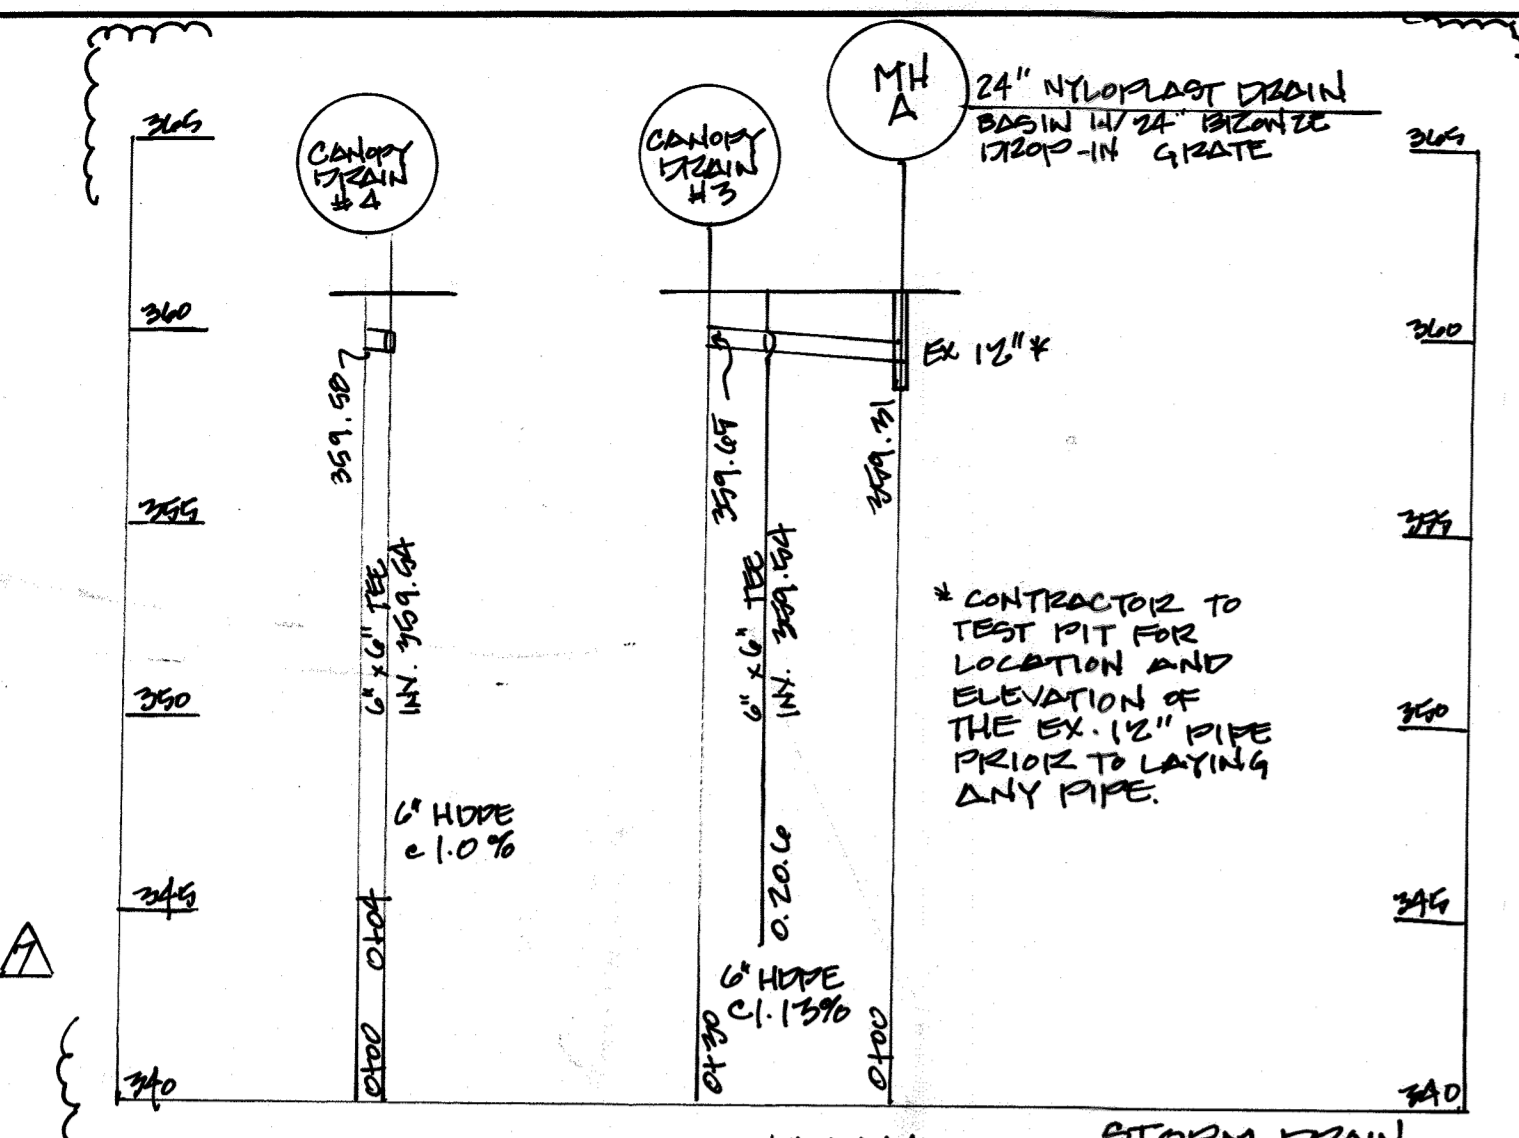 365
360
355
350
345
340
7
CANOPY
DRAIN
#4
359.58
6" x 6" TEE
INV. 359.54
6" HDPE
@ 1.0%
0+04
0+00
CANOPY
DRAIN
#3
359.65
6" x 6" TEE
INV. 359.54
0.20.6
6" HDPE
@1.13%
0+30
MH
A
24" NYLOPLAST DRAIN
BASIN W/ 24" BRONZE
DROP-IN GRATE
EX 12"*
359.31
0+00
* CONTRACTOR TO
TEST PIT FOR
LOCATION AND
ELEVATION OF
THE EX. 12" PIPE
PRIOR TO LAYING
ANY PIPE.
365
360
355
350
345
340
STORM DRAIN